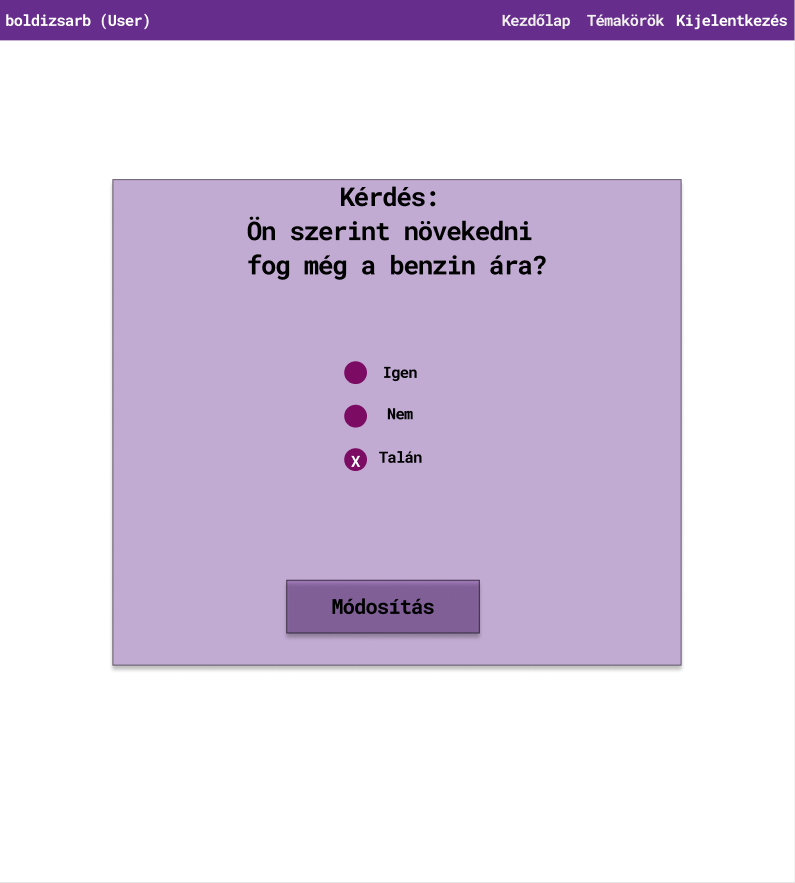 boldizsarb (User) Kezdőlap Témakörök Kijelentkezés
Kérdés:
Ön szerint növekedni
fog még a benzin ára?
Igen
Nem
X Talán
Módosítás